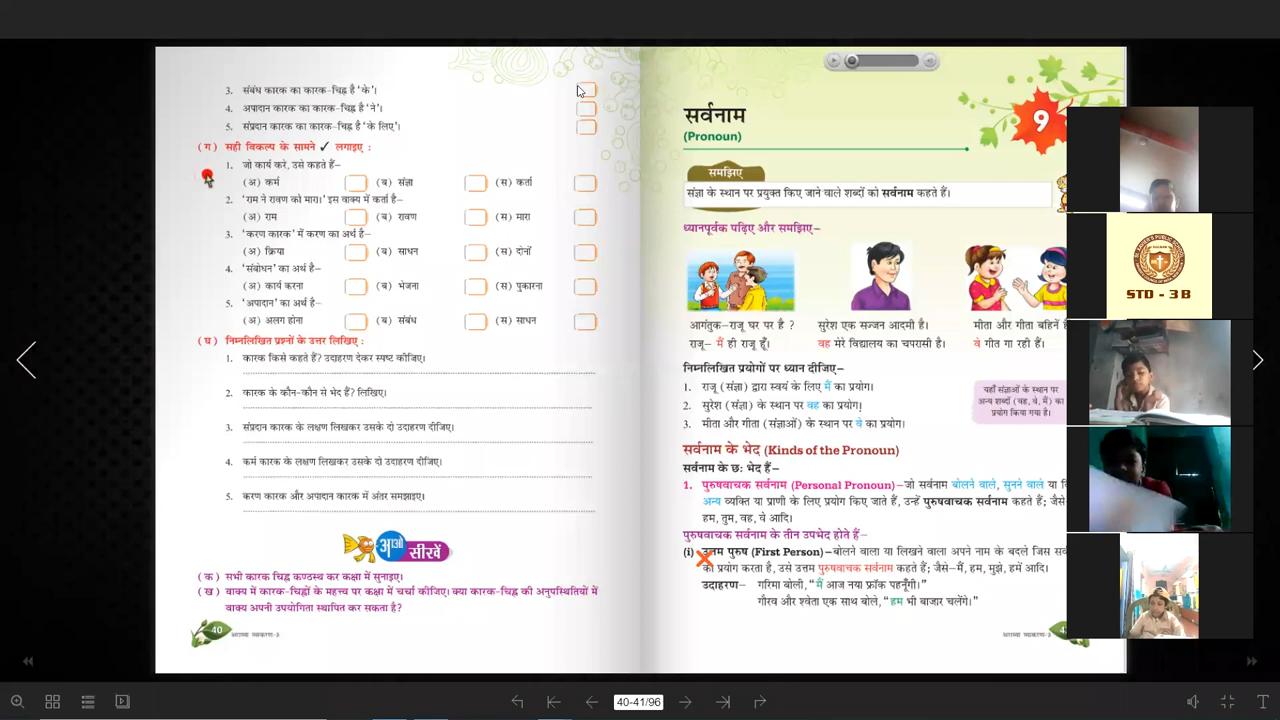 3. संबंध कारक का कारक-चिह्न है 'के'।
4. अपादान कारक का कारक-चिह्न है 'ने'।
5. संप्रदान कारक का कारक-चिह्न है 'के लिए'।
( ग ) सही विकल्प के सामने ✓ लगाइए :
1. जो कार्य करे, उसे कहते हैं–
(अ) कर्म (ब) संज्ञा (स) कर्ता
2. 'राम ने रावण को मारा।' इस वाक्य में कर्ता है–
(अ) राम (ब) रावण (स) मारा
3. 'करण कारक' में करण का अर्थ है–
(अ) क्रिया (ब) साधन (स) दोनों
4. 'संबोधन' का अर्थ है–
(अ) कार्य करना (ब) भेजना (स) पुकारना
5. 'अपादान' का अर्थ है–
(अ) अलग होना (ब) संबंध (स) साधन
( घ ) निम्नलिखित प्रश्नों के उत्तर लिखिए :
1. कारक किसे कहते हैं? उदाहरण देकर स्पष्ट कीजिए।
2. कारक के कौन-कौन से भेद हैं? लिखिए।
3. संप्रदान कारक के लक्षण लिखकर उसके दो उदाहरण दीजिए।
4. कर्म कारक के लक्षण लिखकर उसके दो उदाहरण दीजिए।
5. करण कारक और अपादान कारक में अंतर समझाइए।
आओ सीखें
( क ) सभी कारक चिह्न कण्ठस्थ कर कक्षा में सुनाइए।
( ख ) वाक्य में कारक-चिह्नों के महत्त्व पर कक्षा में चर्चा कीजिए। क्या कारक-चिह्न की अनुपस्थितियों में
वाक्य अपनी उपयोगिता स्थापित कर सकता है?
40
व्याकरण-3
सर्वनाम
(Pronoun)
9
समझिए
संज्ञा के स्थान पर प्रयुक्त किए जाने वाले शब्दों को सर्वनाम कहते हैं।
ध्यानपूर्वक पढ़िए और समझिए–
आगंतुक–राजू घर पर है ? सुरेश एक सज्जन आदमी है। मीता और गीता बहिनें
राजू– मैं ही राजू हूँ। वह मेरे विद्यालय का चपरासी है। वे गीत गा रही हैं।
निम्नलिखित प्रयोगों पर ध्यान दीजिए–
1. राजू (संज्ञा) द्वारा स्वयं के लिए मैं का प्रयोग।
2. सुरेश (संज्ञा) के स्थान पर वह का प्रयोग।
3. मीता और गीता (संज्ञाओं) के स्थान पर वे का प्रयोग।
यहाँ संज्ञाओं के स्थान पर
अन्य शब्दों (वह, वे, मैं) का
प्रयोग किया गया है।
सर्वनाम के भेद (Kinds of the Pronoun)
सर्वनाम के छः भेद हैं–
1. पुरुषवाचक सर्वनाम (Personal Pronoun)–जो सर्वनाम बोलने वाले, सुनने वाले या
अन्य व्यक्ति या प्राणी के लिए प्रयोग किए जाते हैं, उन्हें पुरुषवाचक सर्वनाम कहते हैं; जैसे–
हम, तुम, वह, वे आदि।
पुरुषवाचक सर्वनाम के तीन उपभेद होते हैं–
(i) उत्तम पुरुष (First Person)–बोलने वाला या लिखने वाला अपने नाम के बदले जिस
का प्रयोग करता है, उसे उत्तम पुरुषवाचक सर्वनाम कहते हैं; जैसे–मैं, हम, मुझे, हमें आदि।
उदाहरण– गरिमा बोली, "मैं आज नया फ्रॉक पहनूँगी।"
गौरव और श्वेता एक साथ बोले, "हम भी बाजार चलेंगे।"
व्याकरण-3
STD - 3 B
40-41/96